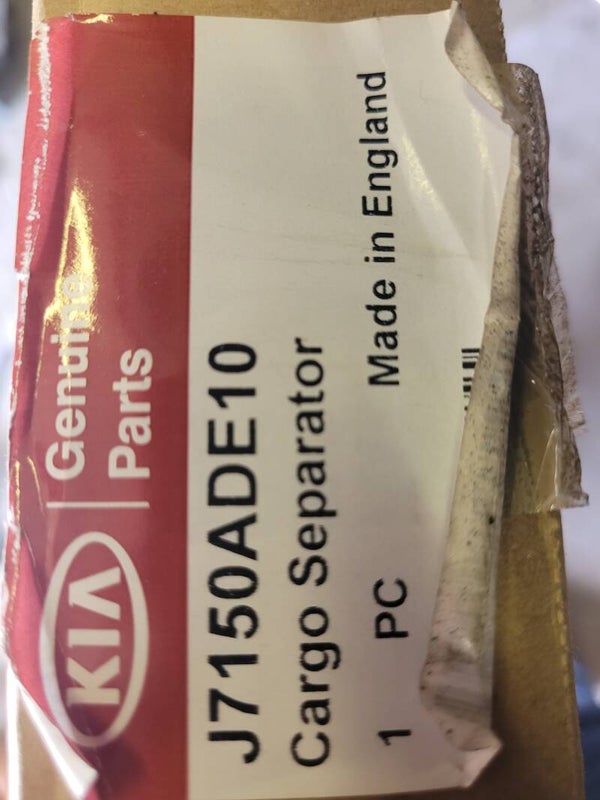 KIA
Genuine
Parts
J7150ADE10
Cargo Separator
1 PC Made in England